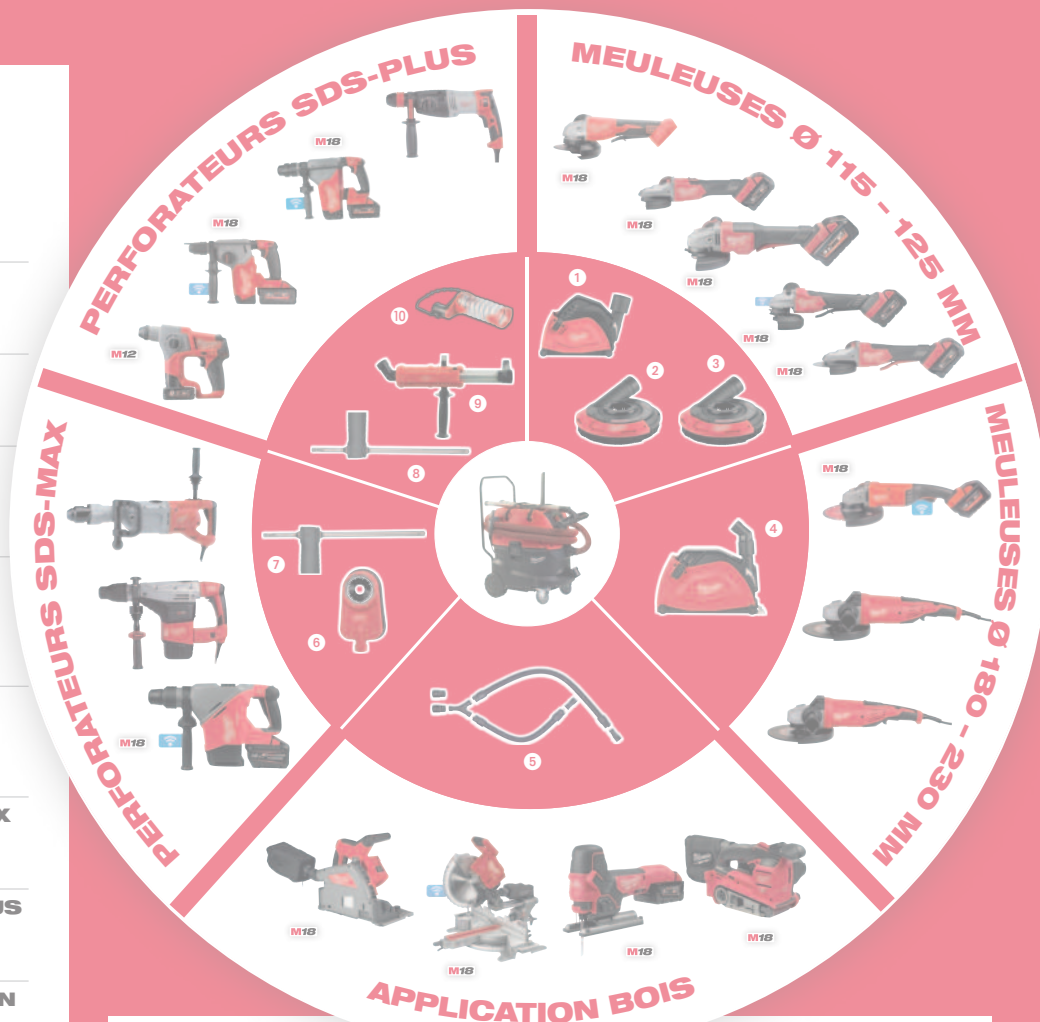 PERFORATEURS SDS-PLUS
M18
M18
M12
MEULEUSES Ø 115 - 125 MM
M18
M18
M18
M18
M18
10
9
8
1
2
3
PERFORATEURS SDS-MAX
M18
7
6
4
5
MEULEUSES Ø 180 - 230 MM
M18
X
US
N
M18
M18
M18
M18
APPLICATION BOIS